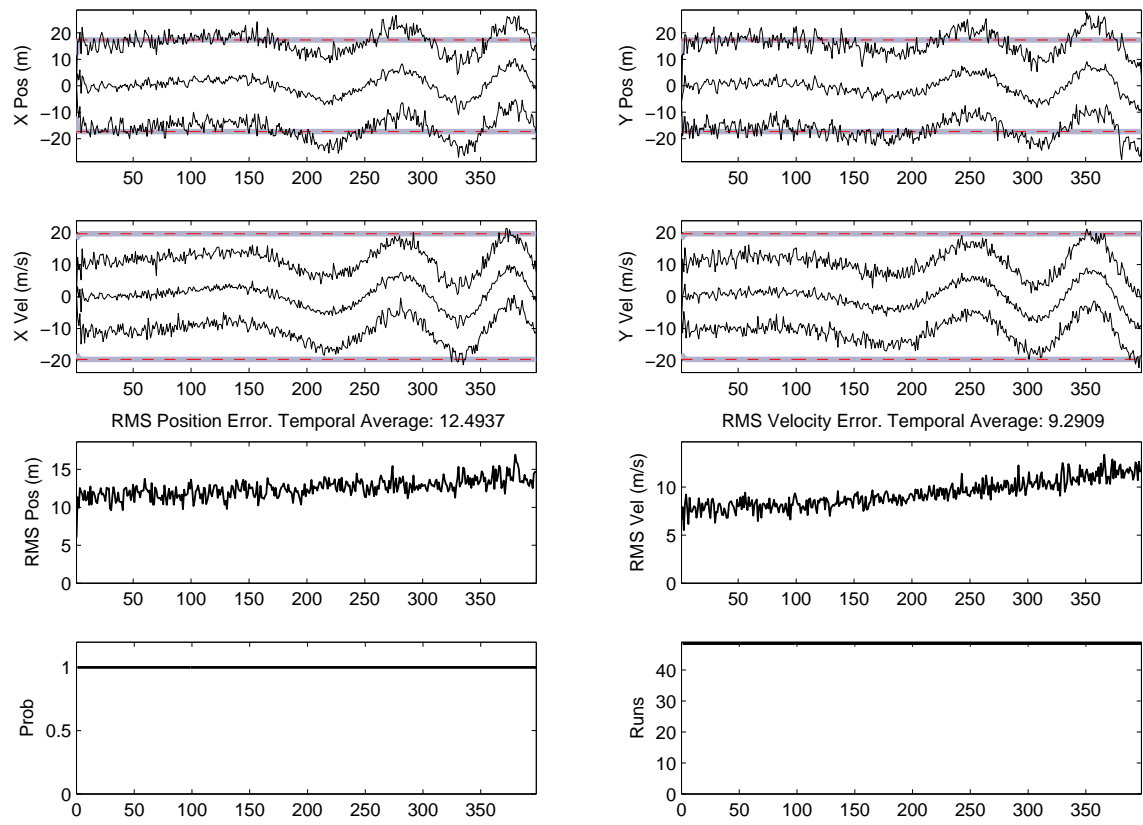 X Pos (m)
20
10
0
−10
−20
50 100 150 200 250 300 350
Y Pos (m)
20
10
0
−10
−20
50 100 150 200 250 300 350
X Vel (m/s)
20
10
0
−10
−20
50 100 150 200 250 300 350
Y Vel (m/s)
20
10
0
−10
−20
50 100 150 200 250 300 350
RMS Position Error. Temporal Average: 12.4937
RMS Pos (m)
15
10
5
0
50 100 150 200 250 300 350
RMS Velocity Error. Temporal Average: 9.2909
RMS Vel (m/s)
10
5
0
50 100 150 200 250 300 350
Prob
1
0.5
0
0 50 100 150 200 250 300 350
Runs
40
30
20
10
0
0 50 100 150 200 250 300 350